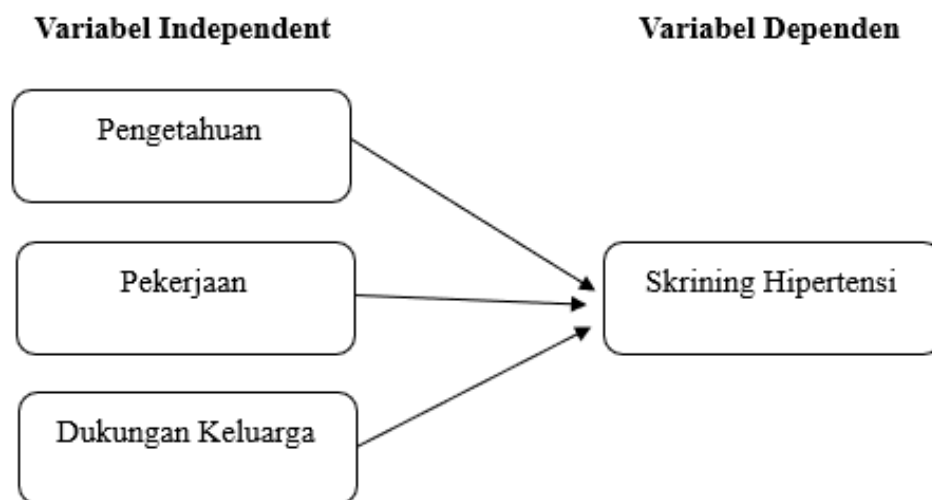 Variabel Independent
Variabel Dependen
Pengetahuan
Pekerjaan
Skrining Hipertensi
Dukungan Keluarga